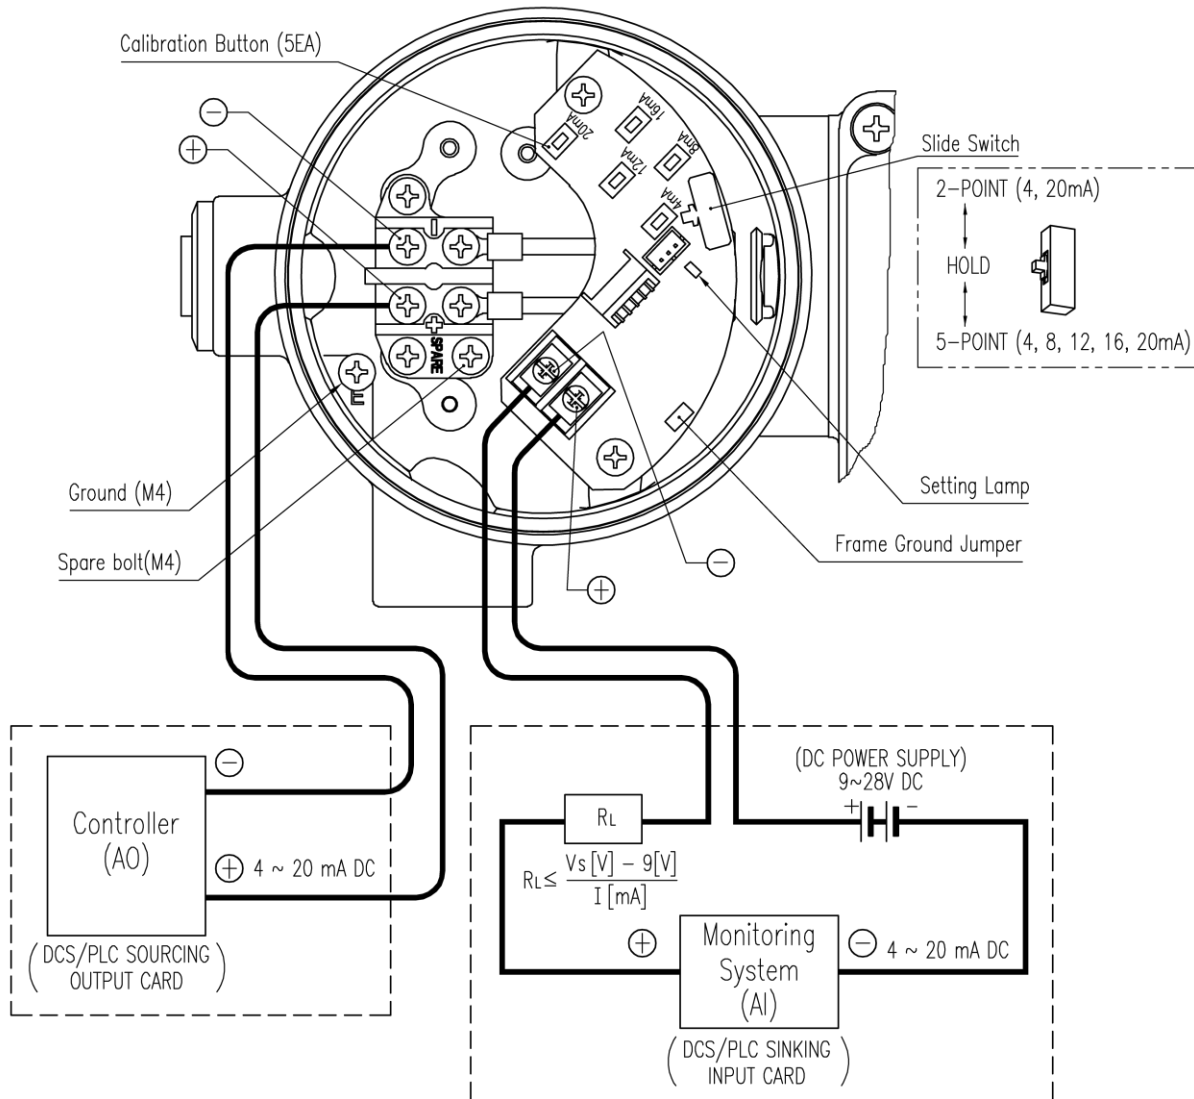 Calibration Button (5EA)
⊖
⊕
20mA
16mA
12mA
8mA
4mA
Slide Switch
2-POINT (4, 20mA)
HOLD
5-POINT (4, 8, 12, 16, 20mA)
−
+
SPARE
E
Ground (M4)
Spare bolt(M4)
Setting Lamp
Frame Ground Jumper
⊖
⊕
Controller
(AO)
⊖
⊕ 4 ~ 20 mA DC
(DCS/PLC SOURCING
OUTPUT CARD)
(DC POWER SUPPLY)
9~28V DC
+ -
RL
RL≤ Vs[V] - 9[V]
I[mA]
⊕
Monitoring
System
(AI)
⊖ 4 ~ 20 mA DC
(DCS/PLC SINKING
INPUT CARD)